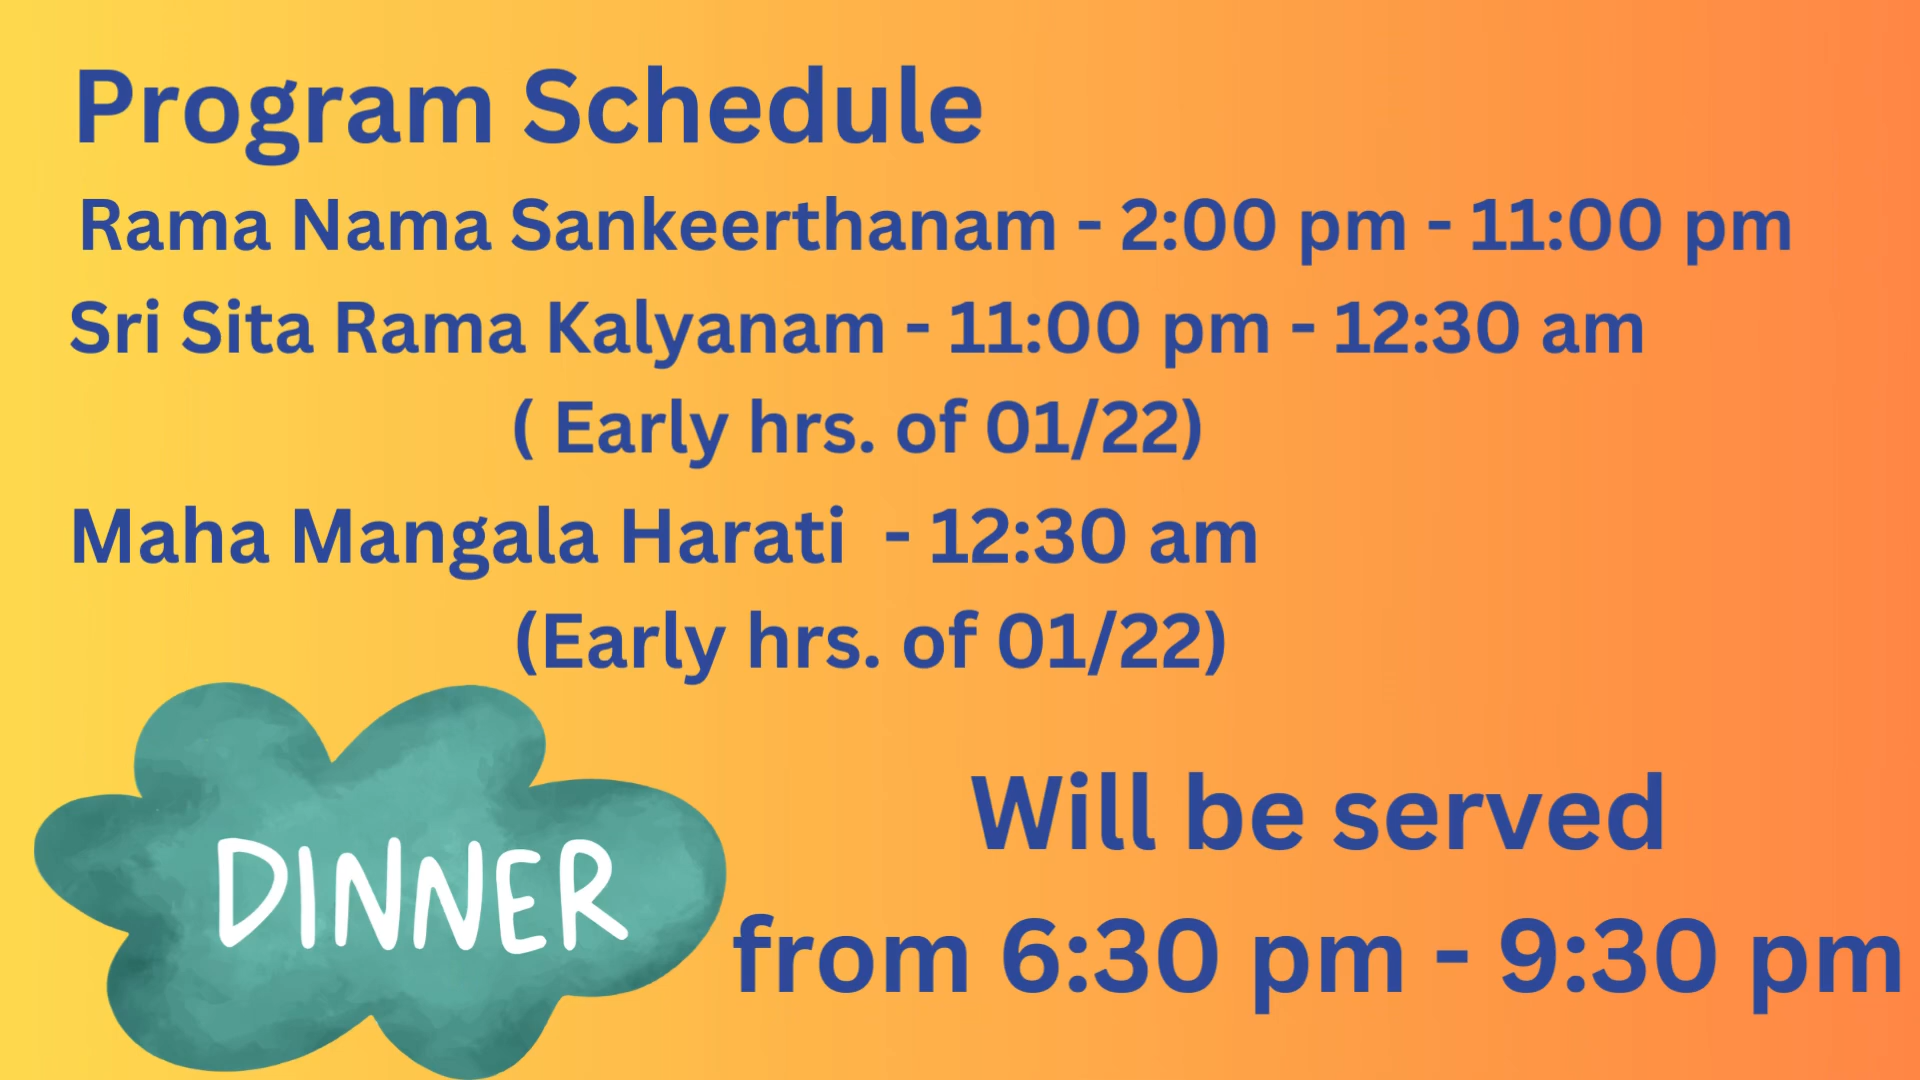 Program Schedule
Rama Nama Sankeerthanam - 2:00 pm - 11:00 pm
Sri Sita Rama Kalyanam - 11:00 pm - 12:30 am
( Early hrs. of 01/22)
Maha Mangala Harati - 12:30 am
(Early hrs. of 01/22)
DINNER
Will be served
from 6:30 pm - 9:30 pm